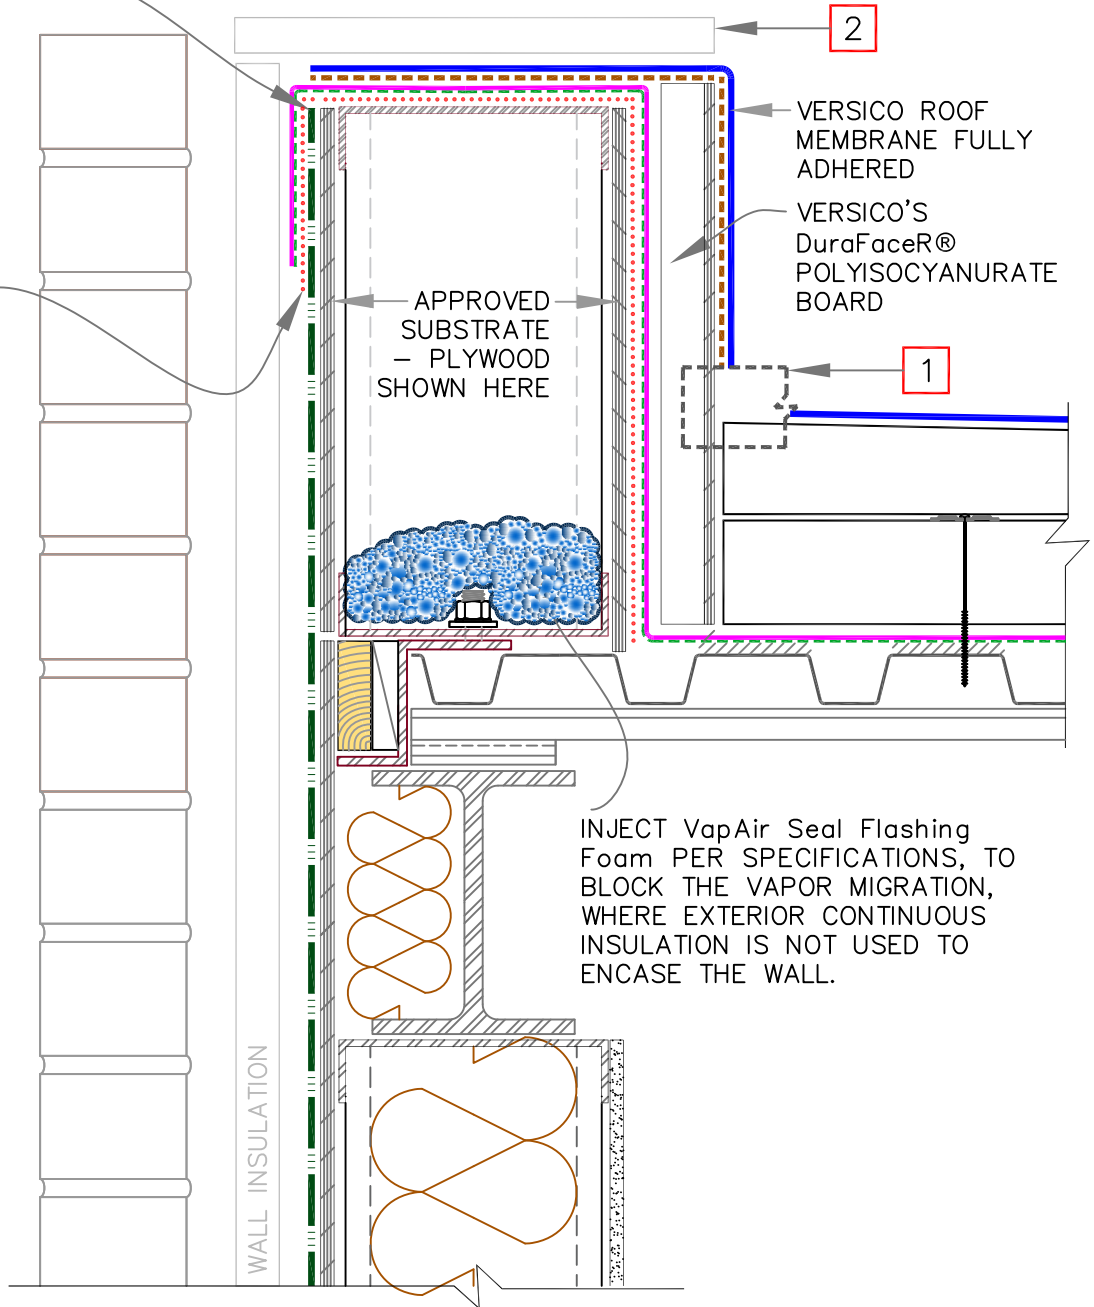 2
VERSICO ROOF
MEMBRANE FULLY
ADHERED
VERSICO'S
DuraFaceR®
POLYISOCYANURATE
BOARD
APPROVED
SUBSTRATE
– PLYWOOD
SHOWN HERE
1
INJECT VapAir Seal Flashing
Foam PER SPECIFICATIONS, TO
BLOCK THE VAPOR MIGRATION,
WHERE EXTERIOR CONTINUOUS
INSULATION IS NOT USED TO
ENCASE THE WALL.
WALL INSULATION